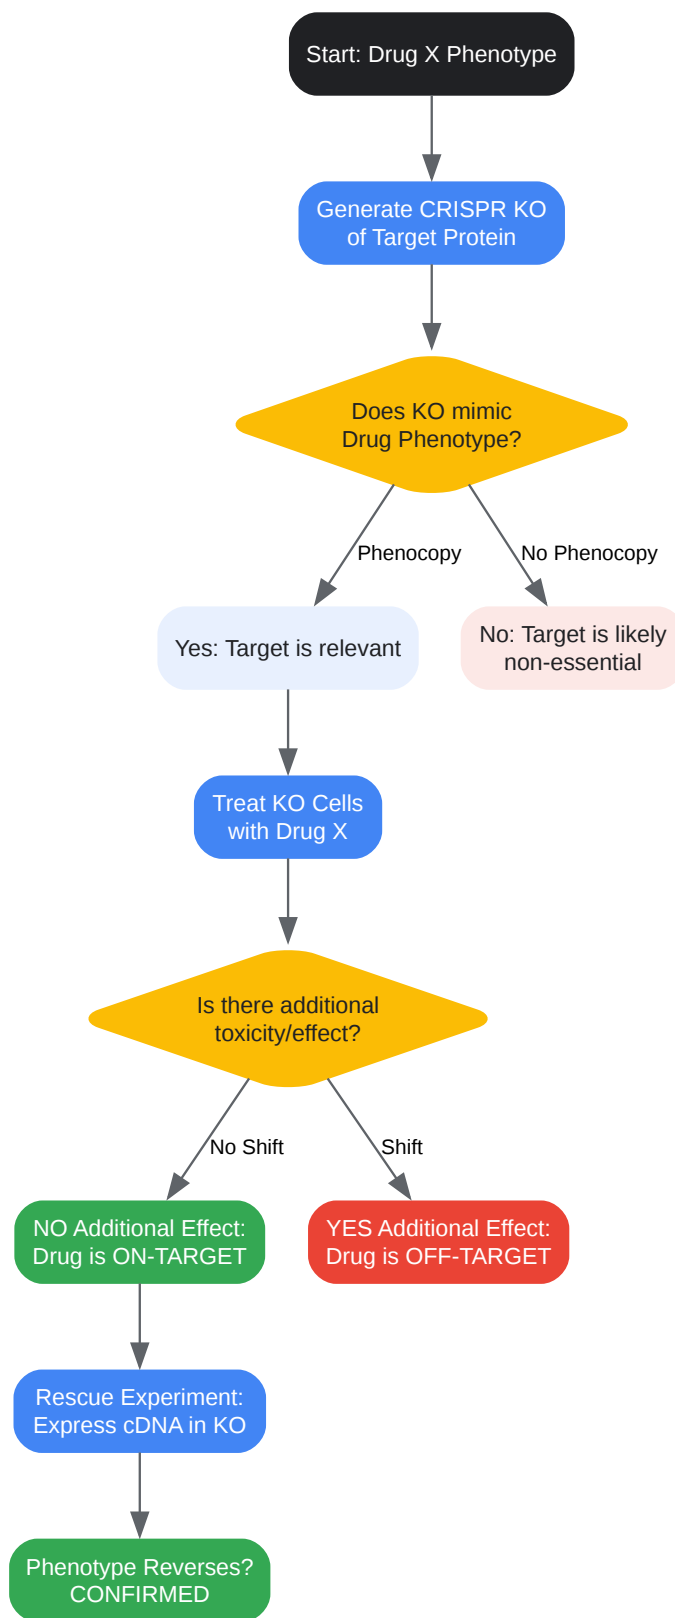 Start: Drug X Phenotype
Generate CRISPR KO
of Target Protein
Does KO mimic
Drug Phenotype?
Phenocopy
No Phenocopy
Yes: Target is relevant
No: Target is likely
non-essential
Treat KO Cells
with Drug X
Is there additional
toxicity/effect?
No Shift
Shift
NO Additional Effect:
Drug is ON-TARGET
YES Additional Effect:
Drug is OFF-TARGET
Rescue Experiment:
Express cDNA in KO
Phenotype Reverses?
CONFIRMED